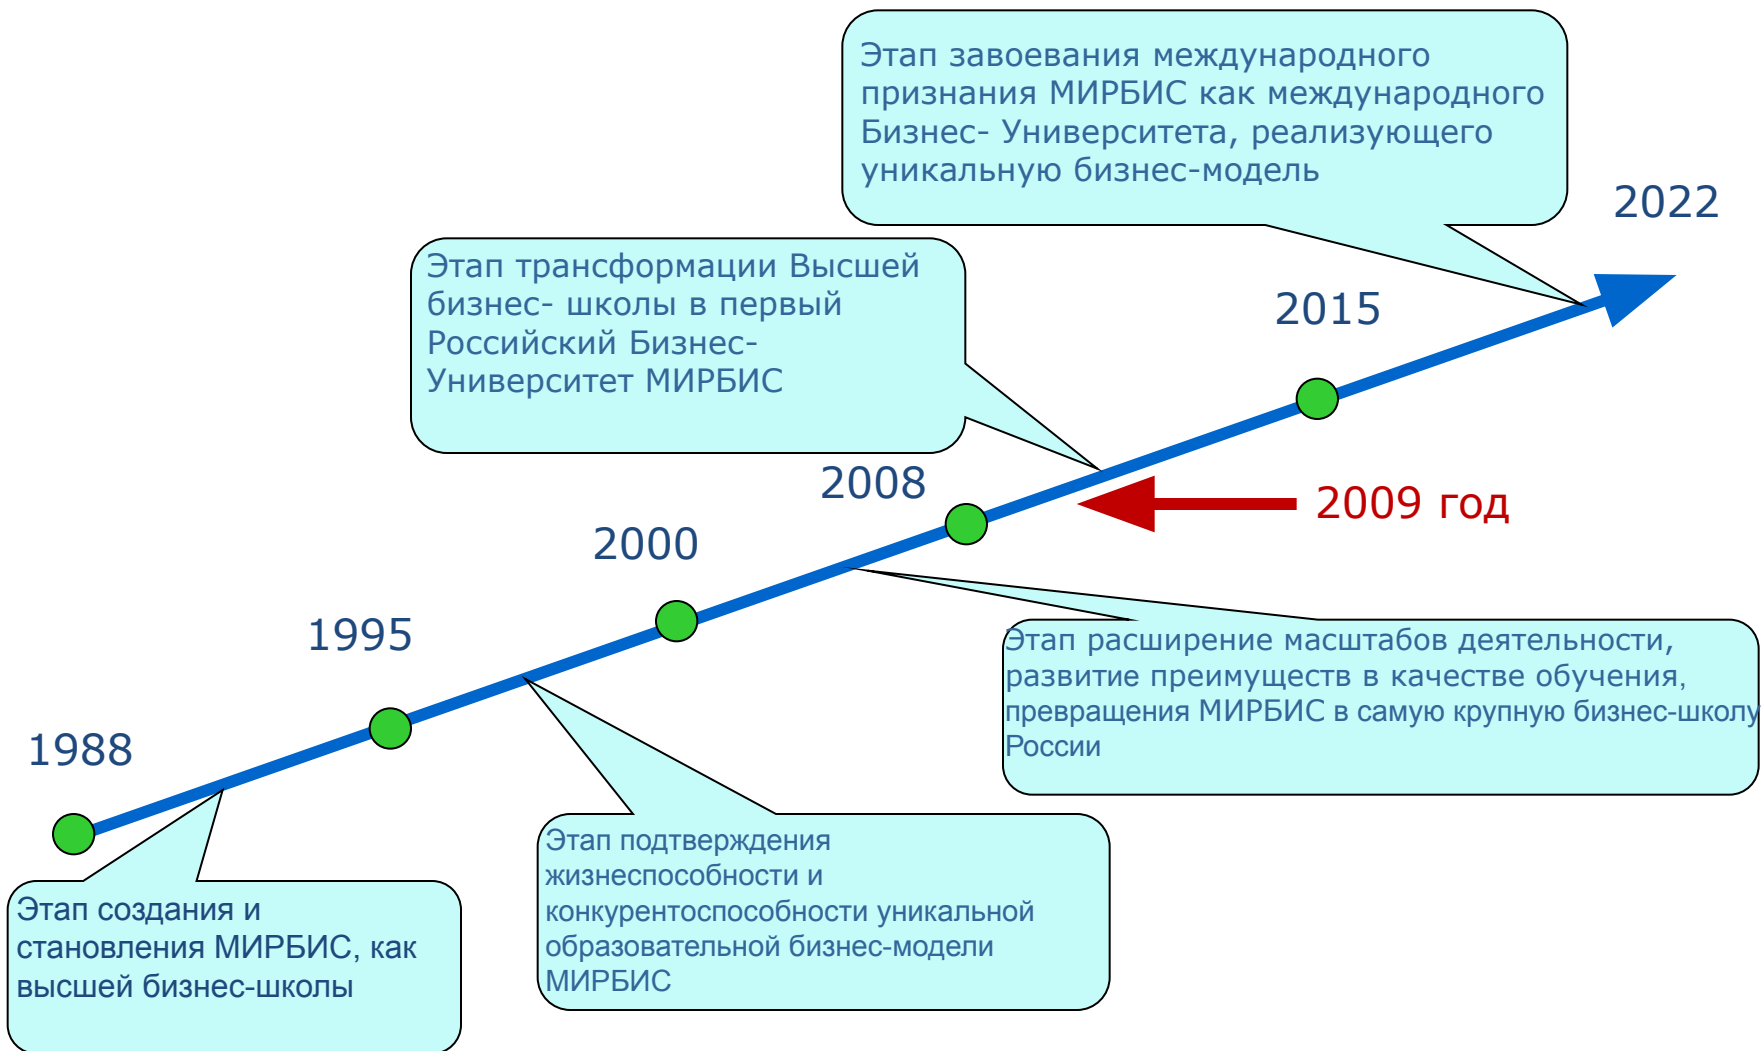 Этап завоевания международного
признания МИРБИС как международного
Бизнес- Университета, реализующего
уникальную бизнес-модель
2022
Этап трансформации Высшей
бизнес- школы в первый
Российский Бизнес-
Университет МИРБИС
2015
2008
2009 год
2000
1995
Этап расширение масштабов деятельности,
развитие преимуществ в качестве обучения,
превращения МИРБИС в самую крупную бизнес-школу
России
1988
Этап подтверждения
жизнеспособности и
конкурентоспособности уникальной
образовательной бизнес-модели
МИРБИС
Этап создания и
становления МИРБИС, как
высшей бизнес-школы